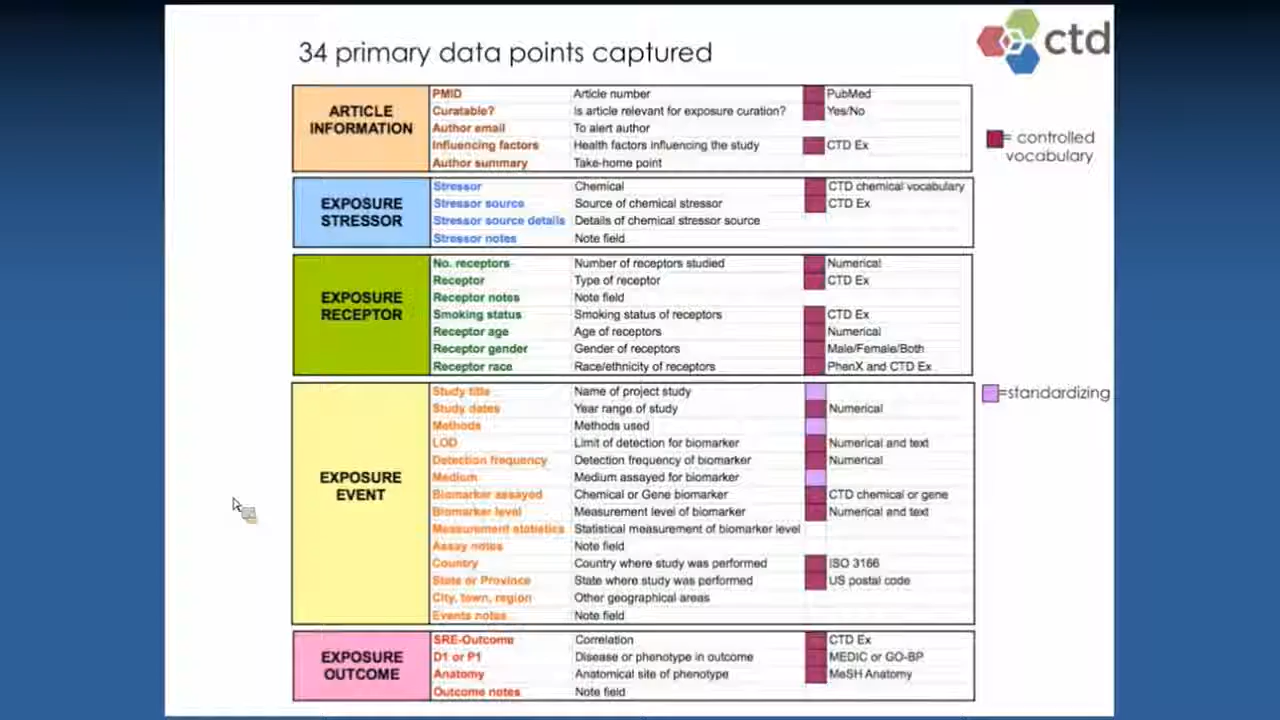 34 primary data points captured
ctd
ARTICLE INFORMATION
PMID Article number PubMed
Curatable? Is article relevant for exposure curation? Yes/No
Author email To alert author
Influencing factors Health factors influencing the study CTD Ex
Author summary Take-home point
= controlled vocabulary
EXPOSURE STRESSOR
Stressor Chemical CTD chemical vocabulary
Stressor source Source of chemical stressor CTD Ex
Stressor source details Details of chemical stressor source
Stressor notes Note field
EXPOSURE RECEPTOR
No. receptors Number of receptors studied Numerical
Receptor Type of receptor CTD Ex
Receptor notes Note field
Smoking status Smoking status of receptors CTD Ex
Receptor age Age of receptors Numerical
Receptor gender Gender of receptors Male/Female/Both
Receptor race Race/ethnicity of receptors PhenX and CTD Ex
EXPOSURE EVENT
Study title Name of project study
Study dates Year range of study Numerical
Methods Methods used
LOD Limit of detection for biomarker Numerical and text
Detection frequency Detection frequency of biomarker Numerical
Medium Medium assayed for biomarker
Biomarker assayed Chemical or Gene biomarker CTD chemical or gene
Biomarker level Measurement level of biomarker Numerical and text
Measurement statistics Statistical measurement of biomarker level
Assay notes Note field
Country Country where study was performed ISO 3166
State or Province State where study was performed US postal code
City, town, region Other geographical areas
Events notes Note field
=standardizing
EXPOSURE OUTCOME
SRE-Outcome Correlation CTD Ex
D1 or P1 Disease or phenotype in outcome MEDIC or GO-BP
Anatomy Anatomical site of phenotype MeSH Anatomy
Outcome notes Note field